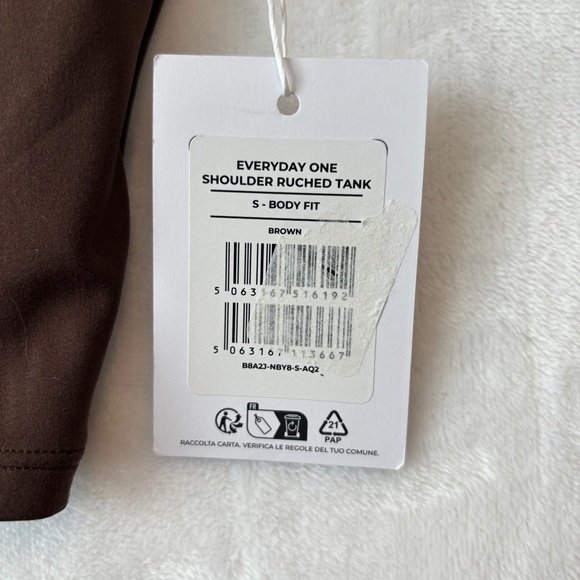 EVERYDAY ONE
SHOULDER RUCHED TANK
S - BODY FIT
BROWN
5 063167 516192
5 063167 113667
B8A2J-NBY8-S-AQ2
FR
21
PAP
RACCOLTA CARTA. VERIFICA LE REGOLE DEL TUO COMUNE.